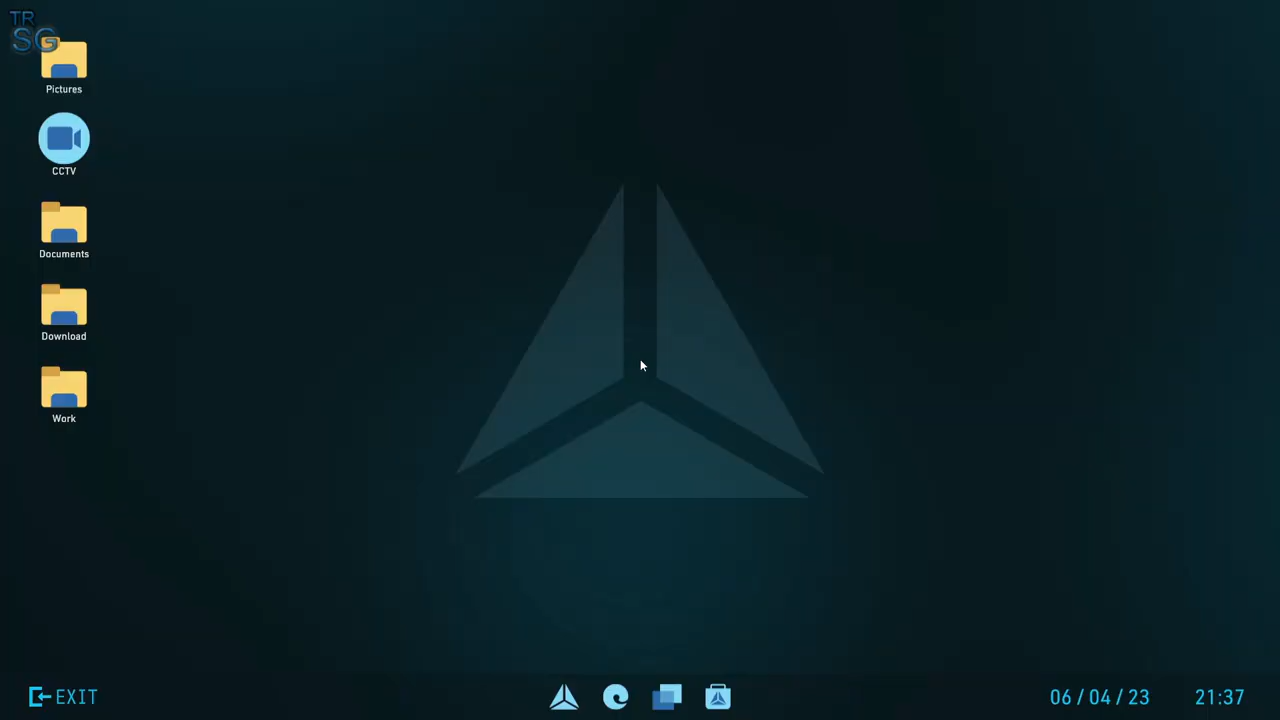 TR
SG
Pictures
CCTV
Documents
Download
Work
EXIT
06 / 04 / 23
21:37